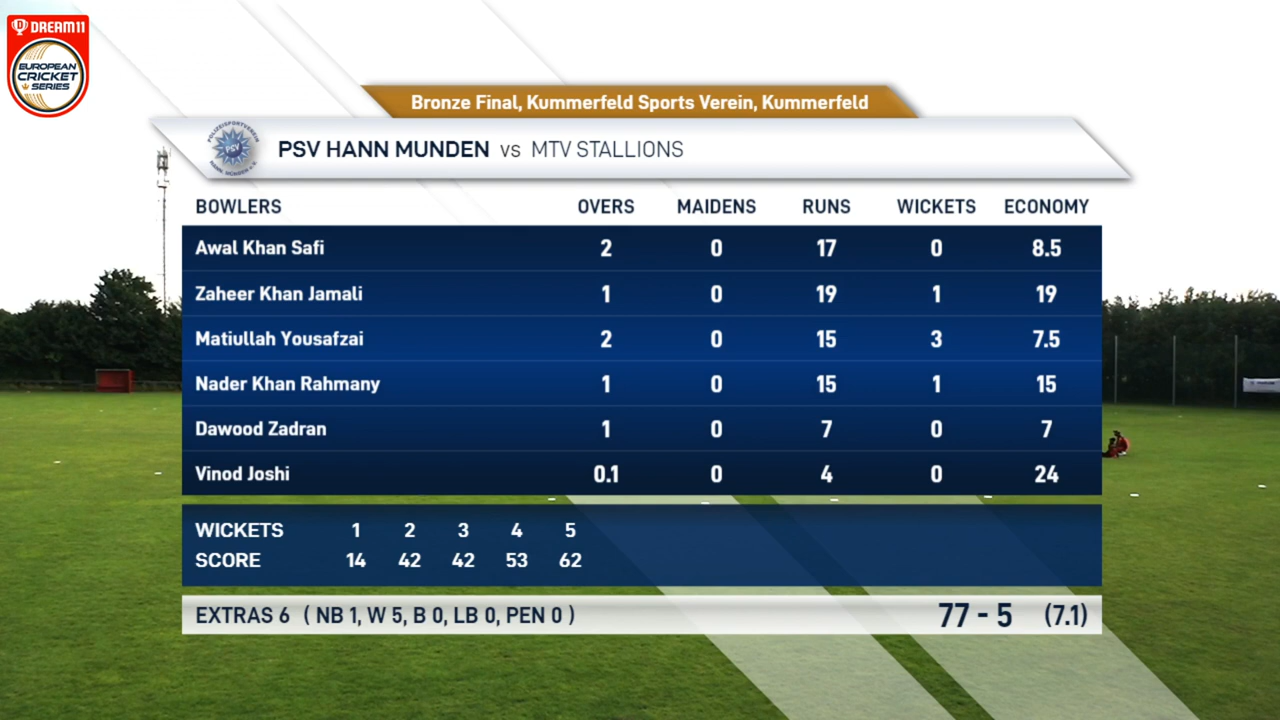 DREAM11
EUROPEAN
CRICKET
SERIES
Bronze Final, Kummerfeld Sports Verein, Kummerfeld
POLIZEISPORTVEREIN
PSV
HANN. MÜNDEN e.V.
PSV HANN MUNDEN vs MTV STALLIONS
BOWLERS OVERS MAIDENS RUNS WICKETS ECONOMY
Awal Khan Safi 2 0 17 0 8.5
Zaheer Khan Jamali 1 0 19 1 19
Matiullah Yousafzai 2 0 15 3 7.5
Nader Khan Rahmany 1 0 15 1 15
Dawood Zadran 1 0 7 0 7
Vinod Joshi 0.1 0 4 0 24
WICKETS 1 2 3 4 5
SCORE 14 42 42 53 62
EXTRAS 6 ( NB 1, W 5, B 0, LB 0, PEN 0 ) 77 - 5 (7.1)